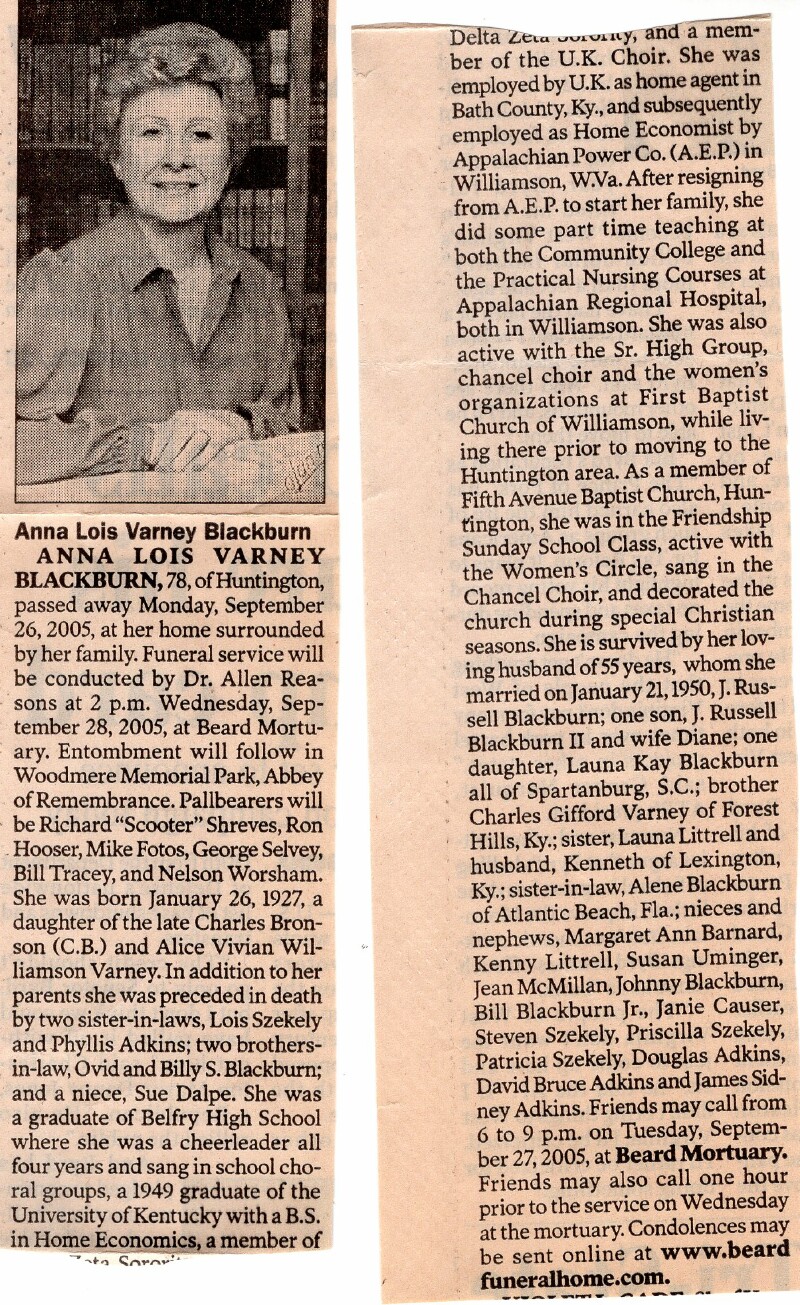 Anna Lois Varney Blackburn
ANNA LOIS VARNEY
BLACKBURN, 78, of Huntington,
passed away Monday, September
26, 2005, at her home surrounded
by her family. Funeral service will
be conducted by Dr. Allen Rea-
sons at 2 p.m. Wednesday, Sep-
tember 28, 2005, at Beard Mortu-
ary. Entombment will follow in
Woodmere Memorial Park, Abbey
of Remembrance. Pallbearers will
be Richard “Scooter” Shreves, Ron
Hooser, Mike Fotos, George Selvey,
Bill Tracey, and Nelson Worsham.
She was born January 26, 1927, a
daughter of the late Charles Bron-
son (C.B.) and Alice Vivian Wil-
liamson Varney. In addition to her
parents she was preceded in death
by two sister-in-laws, Lois Szekely
and Phyllis Adkins; two brothers-
in-law, Ovid and Billy S. Blackburn;
and a niece, Sue Dalpe. She was
a graduate of Belfry High School
where she was a cheerleader all
four years and sang in school cho-
ral groups, a 1949 graduate of the
University of Kentucky with a B.S.
in Home Economics, a member of
Delta Zeta Sorority, and a mem-
ber of the U.K. Choir. She was
employed by U.K. as home agent in
Bath County, Ky., and subsequently
employed as Home Economist by
Appalachian Power Co. (A.E.P.) in
Williamson, W.Va. After resigning
from A.E.P. to start her family, she
did some part time teaching at
both the Community College and
the Practical Nursing Courses at
Appalachian Regional Hospital,
both in Williamson. She was also
active with the Sr. High Group,
chancel choir and the women’s
organizations at First Baptist
Church of Williamson, while liv-
ing there prior to moving to the
Huntington area. As a member of
Fifth Avenue Baptist Church, Hun-
tington, she was in the Friendship
Sunday School Class, active with
the Women’s Circle, sang in the
Chancel Choir, and decorated the
church during special Christian
seasons. She is survived by her lov-
ing husband of 55 years, whom she
married on January 21, 1950, J. Rus-
sell Blackburn; one son, J. Russell
Blackburn II and wife Diane; one
daughter, Launa Kay Blackburn
all of Spartanburg, S.C.; brother
Charles Gifford Varney of Forest
Hills, Ky.; sister, Launa Littrell and
husband, Kenneth of Lexington,
Ky.; sister-in-law, Alene Blackburn
of Atlantic Beach, Fla.; nieces and
nephews, Margaret Ann Barnard,
Kenny Littrell, Susan Uminger,
Jean McMillan, Johnny Blackburn,
Bill Blackburn Jr., Janie Causer,
Steven Szekely, Priscilla Szekely,
Patricia Szekely, Douglas Adkins,
David Bruce Adkins and James Sid-
ney Adkins. Friends may call from
6 to 9 p.m. on Tuesday, Septem-
ber 27, 2005, at Beard Mortuary.
Friends may also call one hour
prior to the service on Wednesday
at the mortuary. Condolences may
be sent online at www.beard
funeralhome.com.